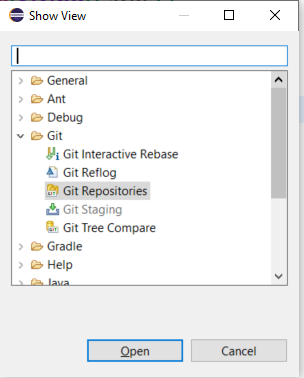 Show View
General
Ant
Debug
Git
Git Interactive Rebase
Git Reflog
Git Repositories
Git Staging
Git Tree Compare
Gradle
Help
Java
Open
Cancel